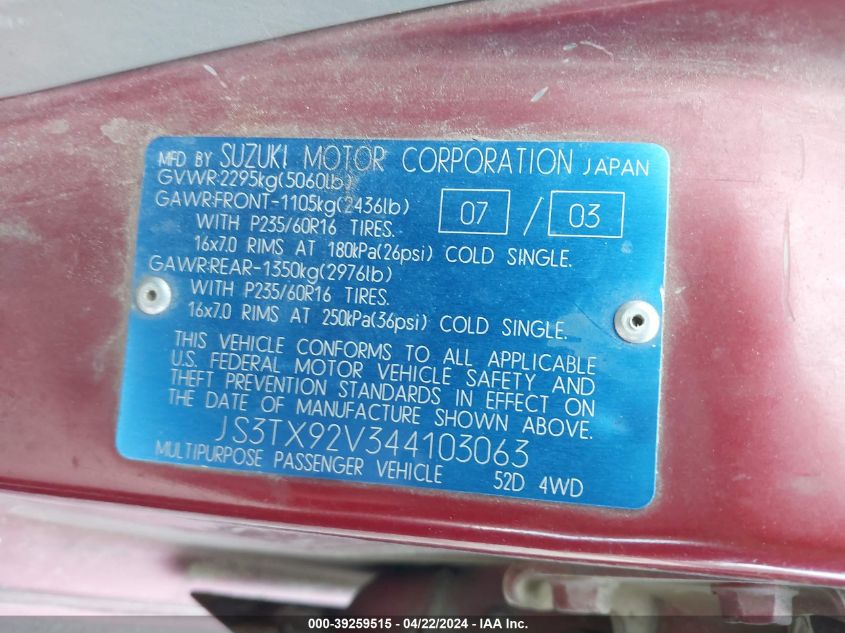 MFD BY SUZUKI MOTOR CORPORATION JAPAN
GVWR:2295kg(5060lb)
GAWR:FRONT-1105kg(2436lb) 07 / 03
WITH P235/60R16 TIRES.
16x7.0 RIMS AT 180kPa(26psi) COLD SINGLE.
GAWR:REAR-1350kg(2976lb)
WITH P235/60R16 TIRES.
16x7.0 RIMS AT 250kPa(36psi) COLD SINGLE.
THIS VEHICLE CONFORMS TO ALL APPLICABLE
U.S. FEDERAL MOTOR VEHICLE SAFETY AND
THEFT PREVENTION STANDARDS IN EFFECT ON
THE DATE OF MANUFACTURE SHOWN ABOVE.
JS3TX92V344103063
MULTIPURPOSE PASSENGER VEHICLE 52D 4WD
000-39259515 - 04/22/2024 - IAA Inc.